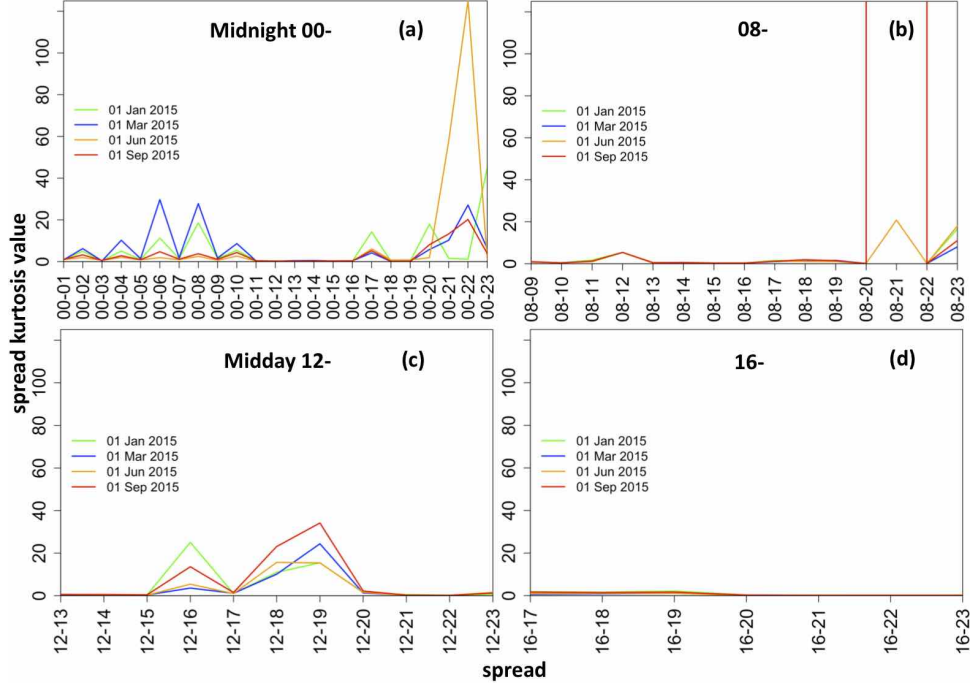 spread kurtosis value
Midnight 00- (a)
0 20 40 60 80 100 120
01 Jan 2015
01 Mar 2015
01 Jun 2015
01 Sep 2015
00-01 00-02 00-03 00-04 00-05 00-06 00-07 00-08 00-09 00-10 00-11 00-12 00-13 00-14 00-15 00-16 00-17 00-18 00-19 00-20 00-21 00-22 00-23
08- (b)
0 20 40 60 80 100 120
01 Jan 2015
01 Mar 2015
01 Jun 2015
01 Sep 2015
08-09 08-10 08-11 08-12 08-13 08-14 08-15 08-16 08-17 08-18 08-19 08-20 08-21 08-22 08-23
Midday 12- (c)
0 20 40 60 80 100 120
01 Jan 2015
01 Mar 2015
01 Jun 2015
01 Sep 2015
12-13 12-14 12-15 12-16 12-17 12-18 12-19 12-20 12-21 12-22 12-23
16- (d)
0 20 40 60 80 100 120
01 Jan 2015
01 Mar 2015
01 Jun 2015
01 Sep 2015
16-17 16-18 16-19 16-20 16-21 16-22 16-23
spread